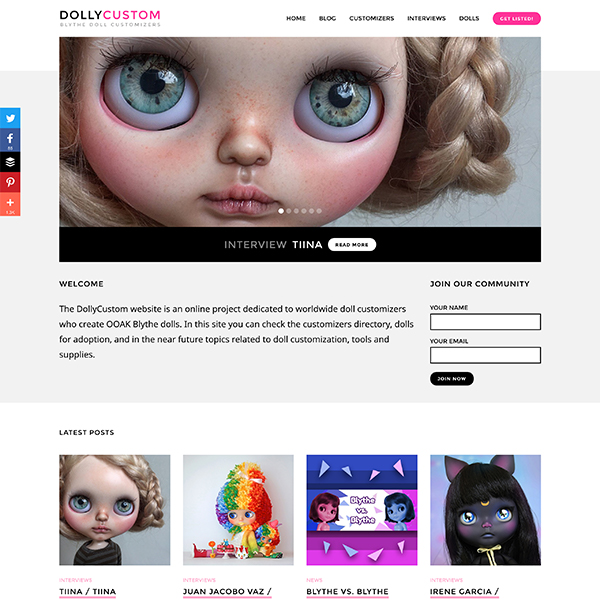 DOLLYCUSTOM
BLYTHE DOLL CUSTOMIZERS
HOME BLOG CUSTOMIZERS INTERVIEWS DOLLS GET LISTED!
INTERVIEW TIINA READ MORE
WELCOME
The DollyCustom website is an online project dedicated to worldwide doll customizers
who create OOAK Blythe dolls. In this site you can check the customizers directory, dolls
for adoption, and in the near future topics related to doll customization, tools and
supplies.
JOIN OUR COMMUNITY
YOUR NAME
YOUR EMAIL
JOIN NOW
LATEST POSTS
Blythe
vs.
Blythe
INTERVIEWS
TIINA / TIINA
INTERVIEWS
JUAN JACOBO VAZ /
NEWS
BLYTHE VS. BLYTHE
INTERVIEWS
IRENE GARCIA /